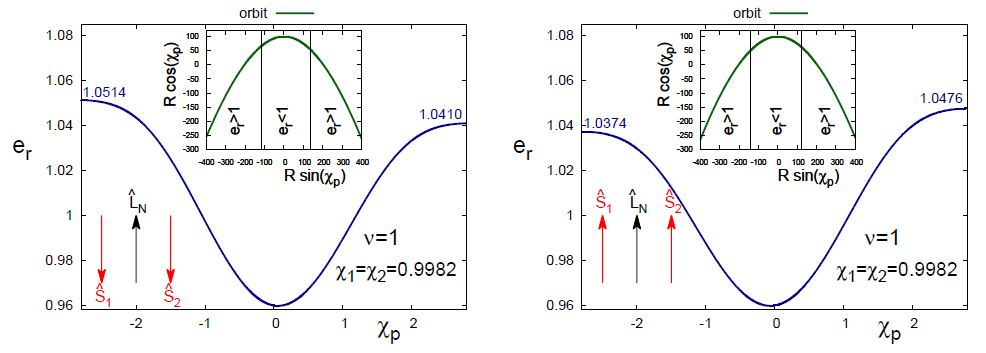 orbit
1.08
1.06
1.04
1.02
1
0.98
0.96
e_r
1.0514
1.0410
R cos(χ_p)
100
50
0
-50
-100
-150
-200
-250
-300
e_r>1
e_r<1
e_r>1
-400 -300 -200 -100 0 100 200 300 400
R sin(χ_p)
L̂_N
Ŝ_1
Ŝ_2
ν=1
χ_1=χ_2=0.9982
-2 -1 0 1 2
χ_p
orbit
1.08
1.06
1.04
1.02
1
0.98
0.96
e_r
1.0374
1.0476
R cos(χ_p)
100
50
0
-50
-100
-150
-200
-250
-300
e_r>1
e_r<1
e_r>1
-400 -300 -200 -100 0 100 200 300 400
R sin(χ_p)
Ŝ_1
L̂_N
Ŝ_2
ν=1
χ_1=χ_2=0.9982
-2 -1 0 1 2
χ_p